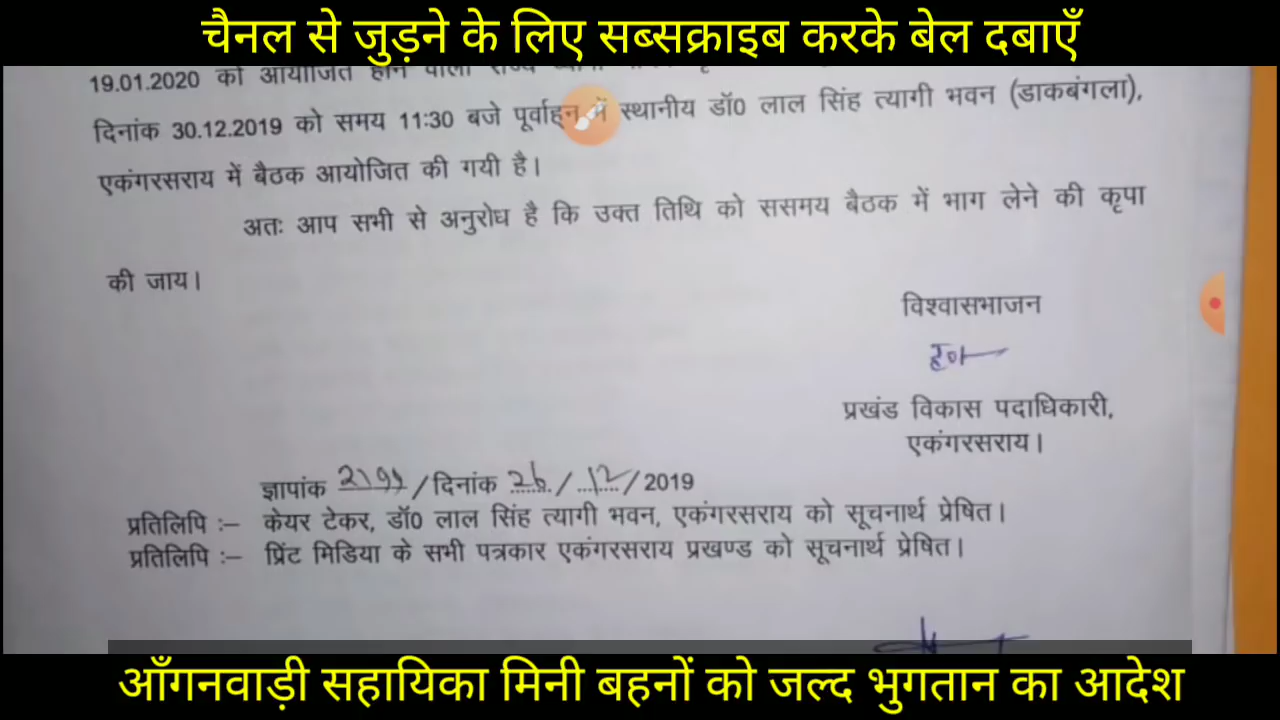 चैनल से जुड़ने के लिए सब्सक्राइब करके बेल दबाएँ
19.01.2020 को आयोजित होने वाली राज्य
दिनांक 30.12.2019 को समय 11:30 बजे पूर्वाह्न में स्थानीय डॉ0 लाल सिंह त्यागी भवन (डाकबंगला),
एकंगरसराय में बैठक आयोजित की गयी है।
अतः आप सभी से अनुरोध है कि उक्त तिथि को ससमय बैठक में भाग लेने की कृपा
की जाय।
विश्वासभाजन
ह0
प्रखंड विकास पदाधिकारी,
एकंगरसराय।
ज्ञापांक /दिनांक 26/12/2019
प्रतिलिपि :– केयर टेकर, डॉ0 लाल सिंह त्यागी भवन, एकंगरसराय को सूचनार्थ प्रेषित।
प्रतिलिपि :– प्रिंट मिडिया के सभी पत्रकार एकंगरसराय प्रखण्ड को सूचनार्थ प्रेषित।
आँगनवाड़ी सहायिका मिनी बहनों को जल्द भुगतान का आदेश